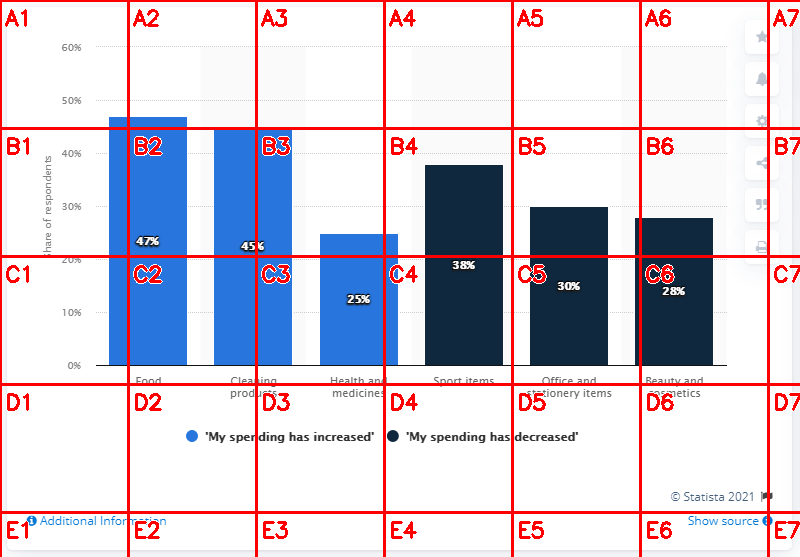 A1
A2
A3
A4
A5
A6
A7
60%
50%
B1
B2
B3
B4
B5
B6
B7
40%
Share of respondents
30%
47%
45%
20%
C1
C2
C3
C4
C5
C6
C7
38%
30%
28%
25%
10%
0%
Food
Cleaning
products
Health and
medicines
Sport items
Office and
stationery items
Beauty and
cosmetics
D1
D2
D3
D4
D5
D6
D7
'My spending has increased'
'My spending has decreased'
© Statista 2021
Additional Information
Show source
E1
E2
E3
E4
E5
E6
E7